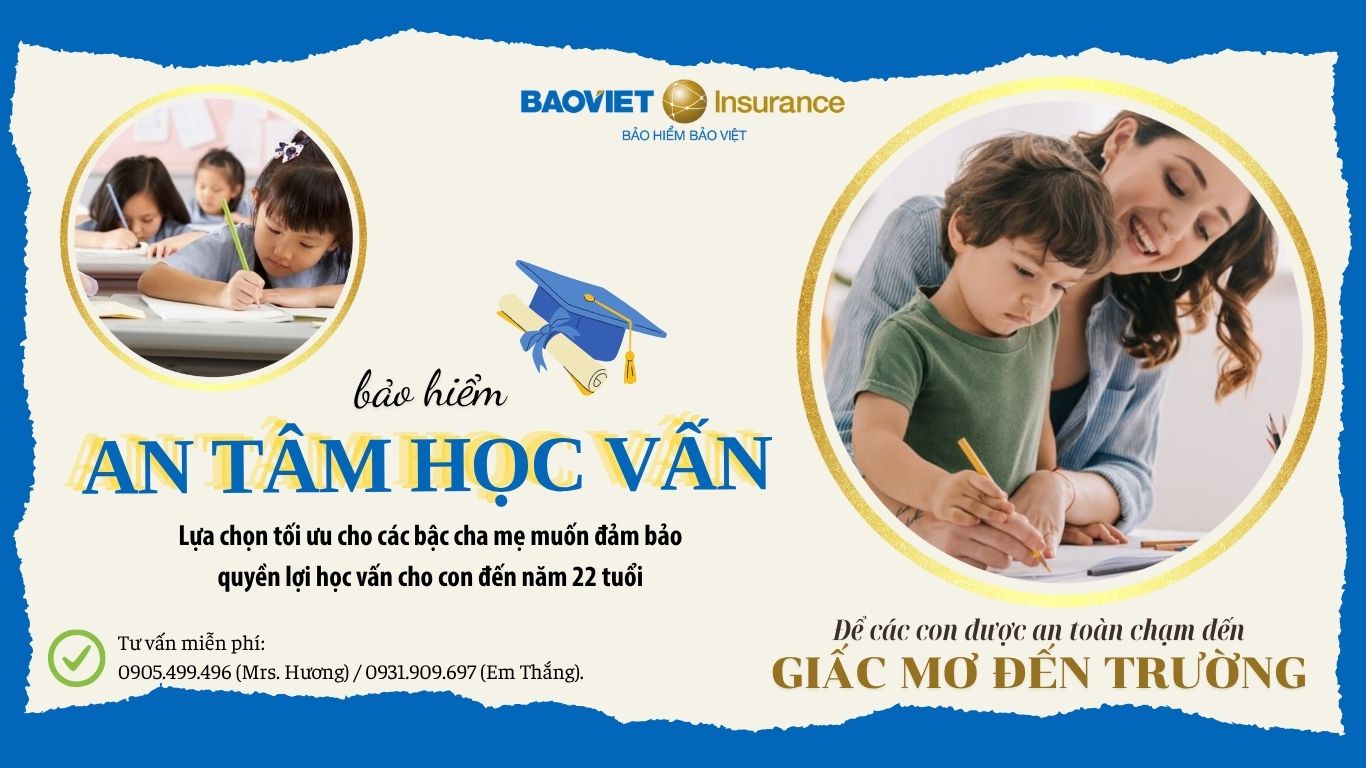 BAOVIET Insurance
BẢO HIỂM BẢO VIỆT
bảo hiểm
AN TÂM HỌC VẤN
Lựa chọn tối ưu cho các bậc cha mẹ muốn đảm bảo
quyền lợi học vấn cho con đến năm 22 tuổi
Tư vấn miễn phí:
0905.499.496 (Mrs. Hương) / 0931.909.697 (Em Thắng).
Để các con được an toàn chạm đến
GIẤC MƠ ĐẾN TRƯỜNG